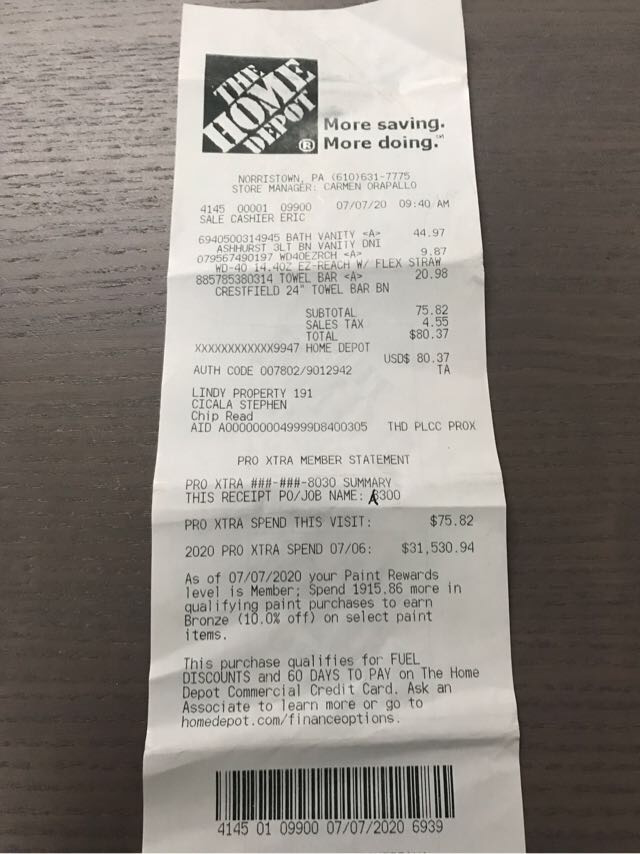 THE
HOME
DEPOT
®
More saving.
More doing.™
NORRISTOWN, PA (610)631-7775
STORE MANAGER: CARMEN ORAPALLO
4145 00001 09900 07/07/20 09:40 AM
SALE CASHIER ERIC
6940500314945 BATH VANITY <A> 44.97
ASHHURST 3LT BN VANITY DNI
079567490197 WD40EZRCH <A> 9.87
WD-40 14.4OZ EZ-REACH W/ FLEX STRAW
885785380314 TOWEL BAR <A> 20.98
CRESTFIELD 24" TOWEL BAR BN
SUBTOTAL 75.82
SALES TAX 4.55
TOTAL $80.37
XXXXXXXXXXXX9947 HOME DEPOT
USD$ 80.37
AUTH CODE 007802/9012942 TA
LINDY PROPERTY 191
CICALA STEPHEN
Chip Read
AID A0000000049999D8400305 THD PLCC PROX
PRO XTRA MEMBER STATEMENT
PRO XTRA ###-###-8030 SUMMARY
THIS RECEIPT PO/JOB NAME: A300
PRO XTRA SPEND THIS VISIT: $75.82
2020 PRO XTRA SPEND 07/06: $31,530.94
As of 07/07/2020 your Paint Rewards
level is Member; Spend 1915.86 more in
qualifying paint purchases to earn
Bronze (10.0% off) on select paint
items.
This purchase qualifies for FUEL
DISCOUNTS and 60 DAYS TO PAY on The Home
Depot Commercial Credit Card. Ask an
Associate to learn more or go to
homedepot.com/financeoptions.
4145 01 09900 07/07/2020 6939